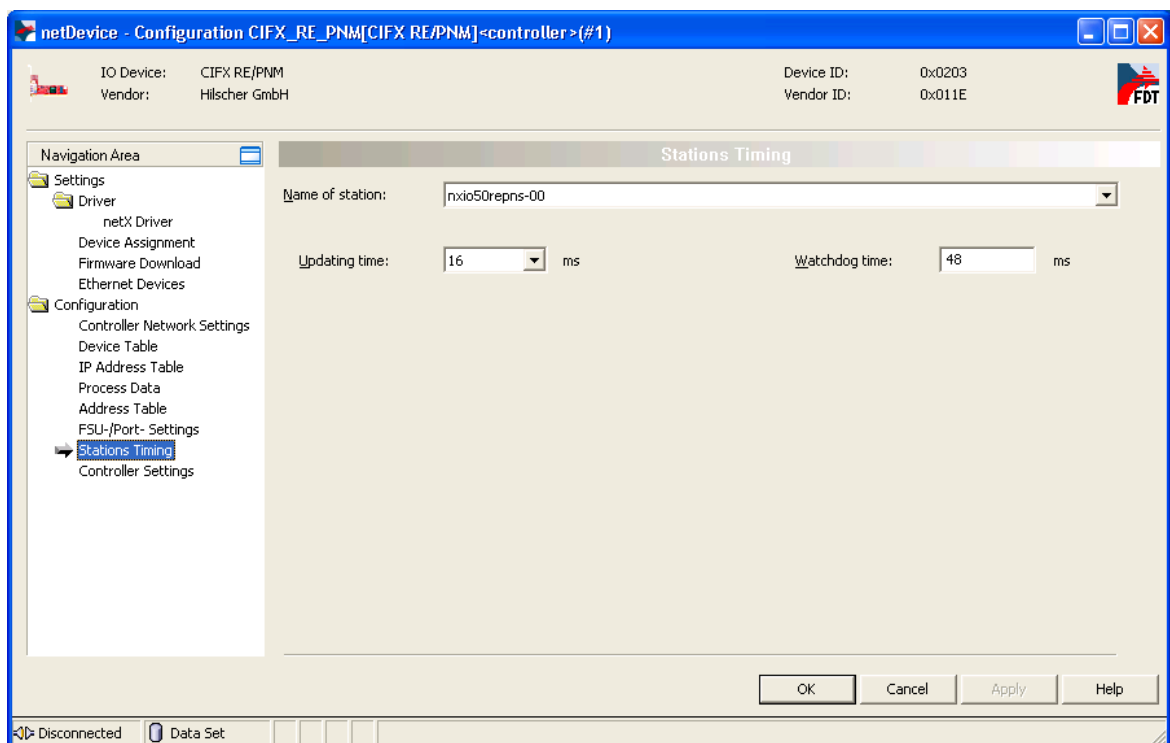 netDevice - Configuration CIFX_RE_PNM[CIFX RE/PNM]<controller>(#1)
IO Device: CIFX RE/PNM Device ID: 0x0203
Vendor: Hilscher GmbH Vendor ID: 0x011E
FDT
Navigation Area
Settings
Driver
netX Driver
Device Assignment
Firmware Download
Ethernet Devices
Configuration
Controller Network Settings
Device Table
IP Address Table
Process Data
Address Table
FSU-/Port- Settings
Stations Timing
Controller Settings
Stations Timing
Name of station: nxio50repns-00
Updating time: 16 ms Watchdog time: 48 ms
OK Cancel Apply Help
Disconnected Data Set